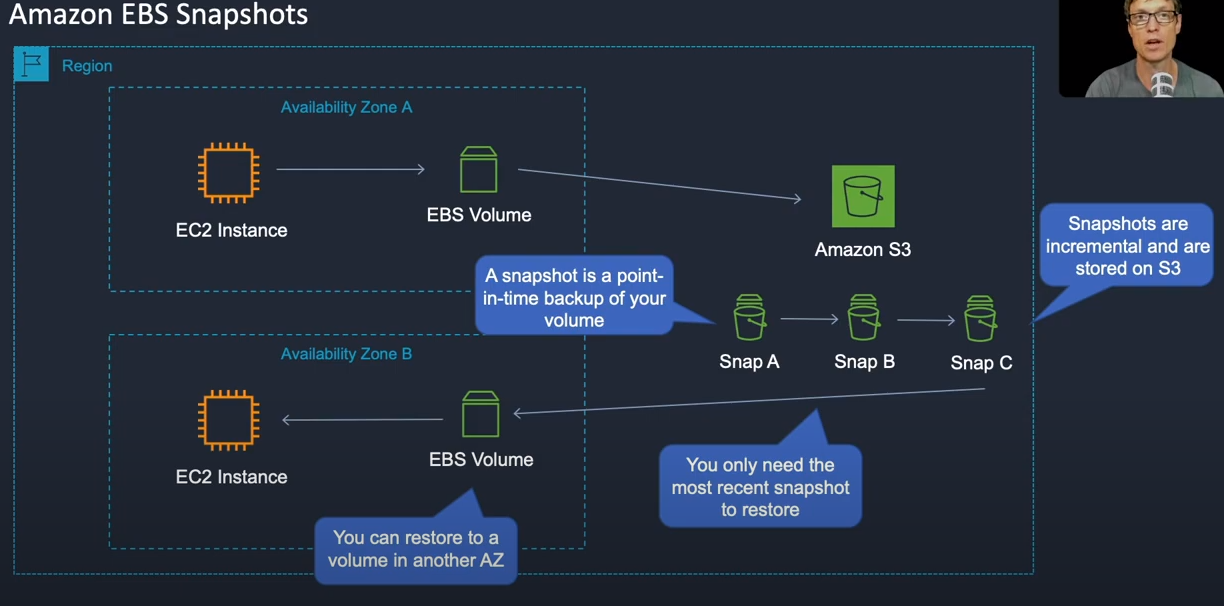 Amazon EBS Snapshots
Region
Availability Zone A
EC2 Instance
EBS Volume
Amazon S3
Snapshots are
incremental and are
stored on S3
A snapshot is a point-
in-time backup of your
volume
Snap A
Snap B
Snap C
Availability Zone B
EC2 Instance
EBS Volume
You only need the
most recent snapshot
to restore
You can restore to a
volume in another AZ